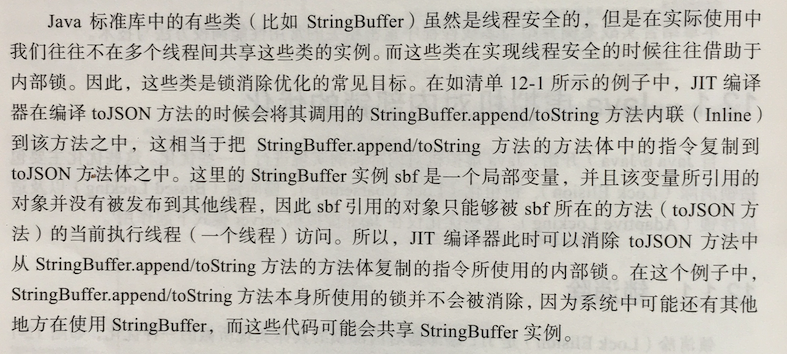 Java 标准库中的有些类（比如 StringBuffer）虽然是线程安全的，但是在实际使用中
我们往往不在多个线程间共享这些类的实例。而这些类在实现线程安全的时候往往借助于
内部锁。因此，这些类是锁消除优化的常见目标。在如清单 12-1 所示的例子中，JIT 编译
器在编译 toJSON 方法的时候会将其调用的 StringBuffer.append/toString 方法内联（Inline）
到该方法之中，这相当于把 StringBuffer.append/toString 方法的方法体中的指令复制到
toJSON 方法体之中。这里的 StringBuffer 实例 sbf 是一个局部变量，并且该变量所引用的
对象并没有被发布到其他线程，因此 sbf 引用的对象只能够被 sbf 所在的方法（toJSON 方
法）的当前执行线程（一个线程）访问。所以，JIT 编译器此时可以消除 toJSON 方法中
从 StringBuffer.append/toString 方法的方法体复制的指令所使用的内部锁。在这个例子中，
StringBuffer.append/toString 方法本身所使用的锁并不会被消除，因为系统中可能还有其他
地方在使用 StringBuffer，而这些代码可能会共享 StringBuffer 实例。